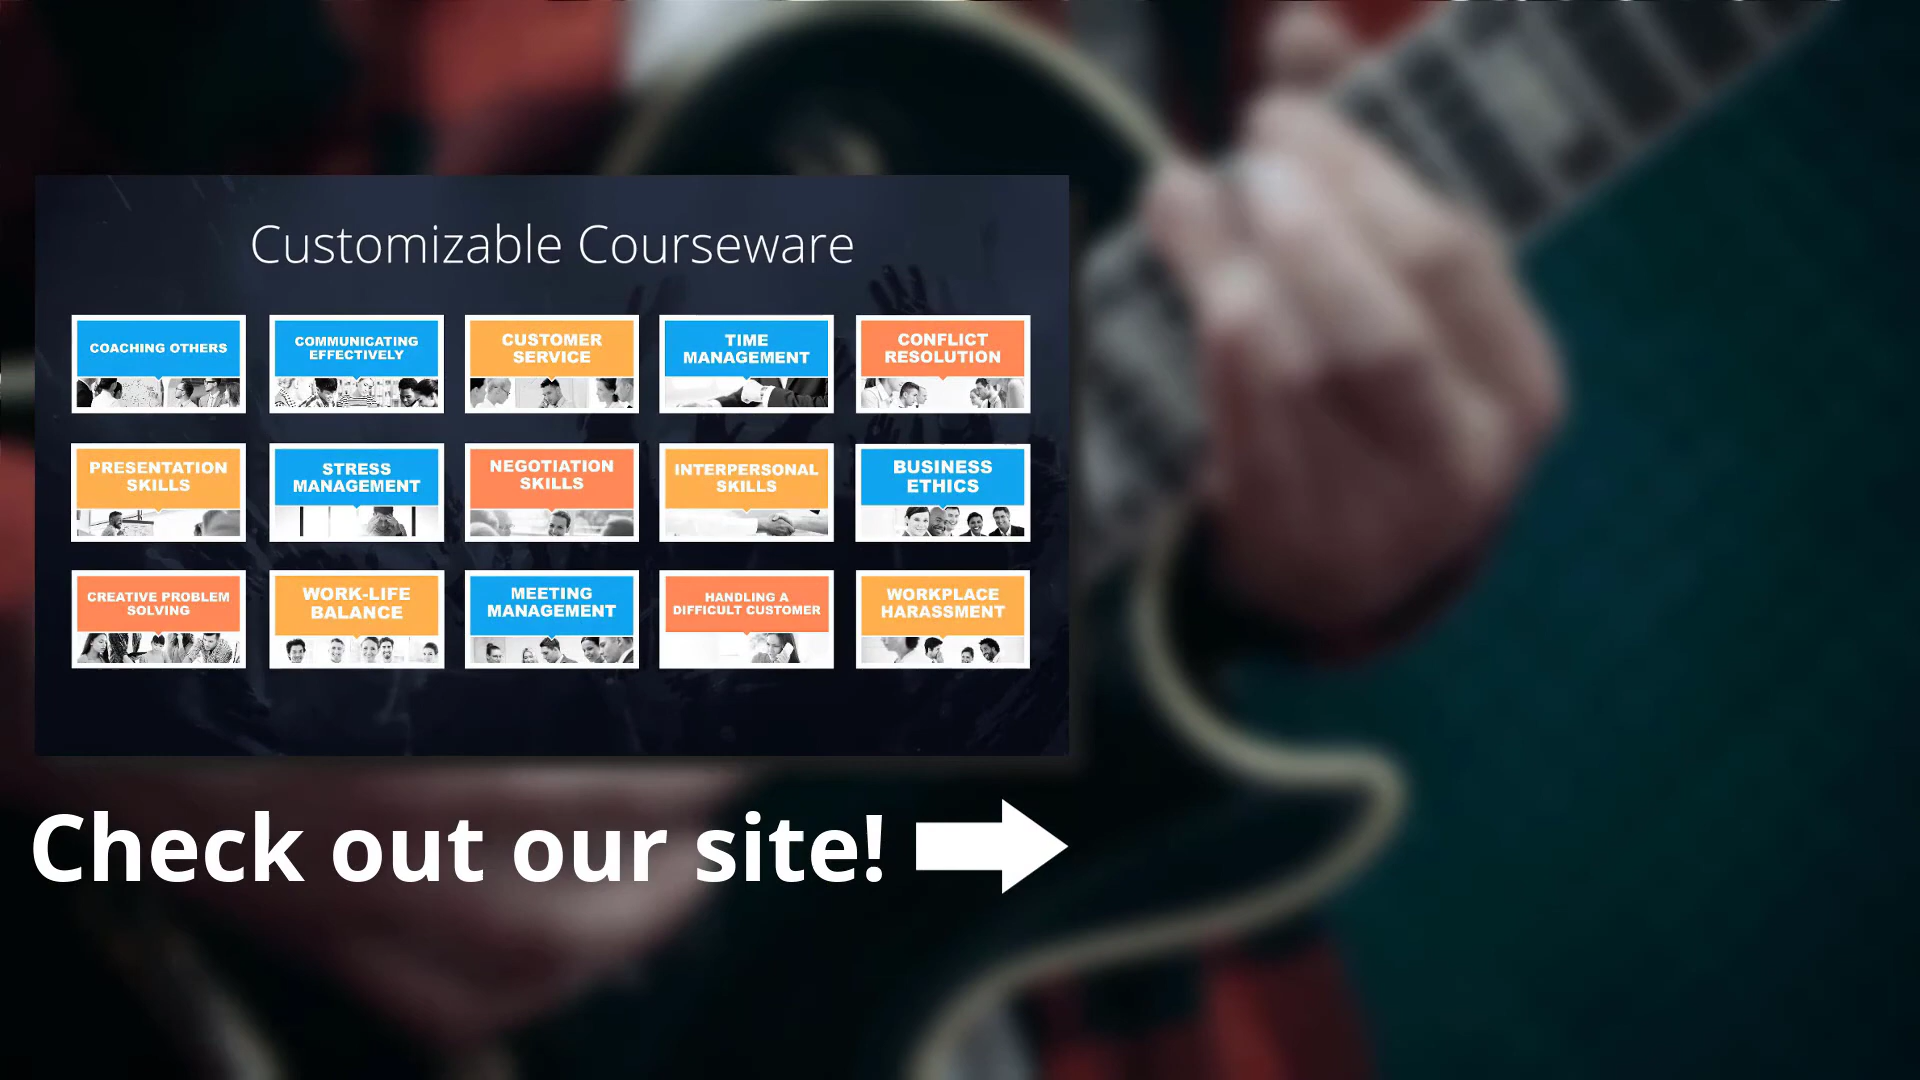 Customizable Courseware
COACHING OTHERS
COMMUNICATING
EFFECTIVELY
CUSTOMER
SERVICE
TIME
MANAGEMENT
CONFLICT
RESOLUTION
PRESENTATION
SKILLS
STRESS
MANAGEMENT
NEGOTIATION
SKILLS
INTERPERSONAL
SKILLS
BUSINESS
ETHICS
CREATIVE PROBLEM
SOLVING
WORK-LIFE
BALANCE
MEETING
MANAGEMENT
HANDLING A
DIFFICULT CUSTOMER
WORKPLACE
HARASSMENT
Check out our site!